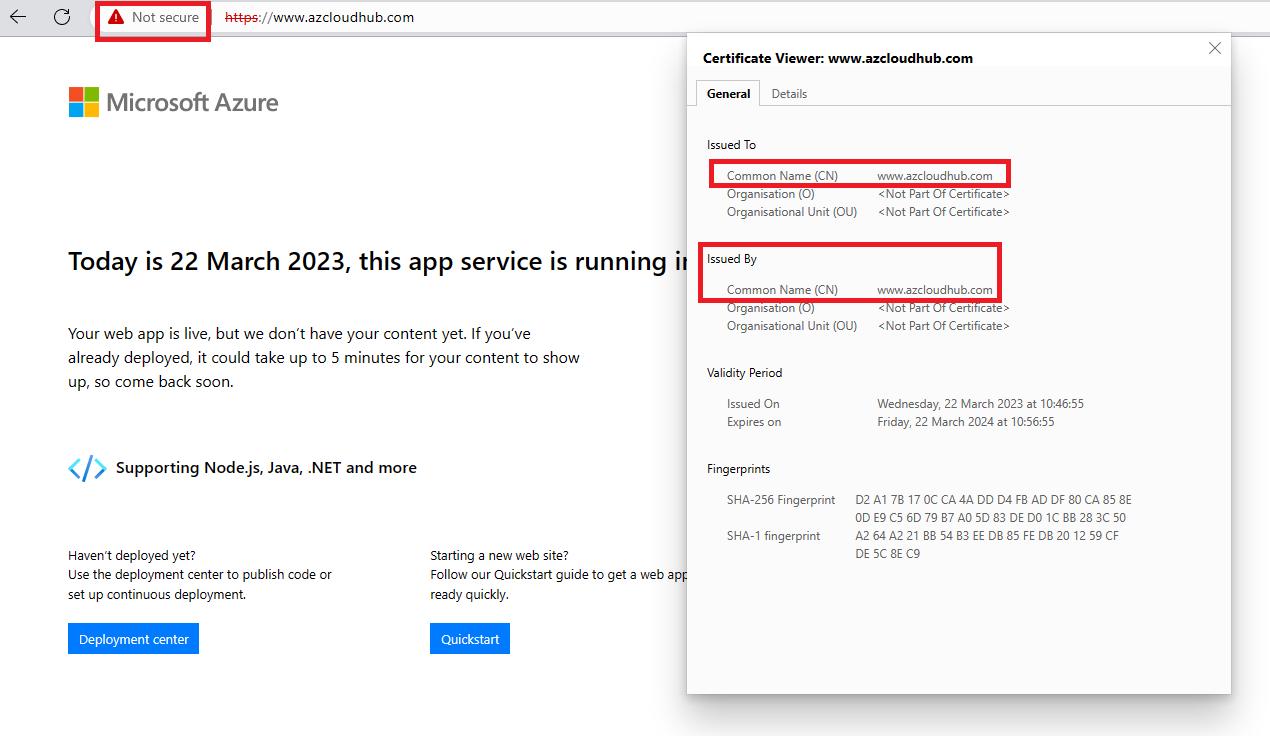 Not secure https://www.azcloudhub.com
Microsoft Azure
Today is 22 March 2023, this app service is running in
Your web app is live, but we don't have your content yet. If you've
already deployed, it could take up to 5 minutes for your content to show
up, so come back soon.
Supporting Node.js, Java, .NET and more
Haven't deployed yet?
Use the deployment center to publish code or
set up continuous deployment.
Deployment center
Starting a new web site?
Follow our Quickstart guide to get a web app
ready quickly.
Quickstart
Certificate Viewer: www.azcloudhub.com
General Details
Issued To
Common Name (CN) www.azcloudhub.com
Organisation (O) <Not Part Of Certificate>
Organisational Unit (OU) <Not Part Of Certificate>
Issued By
Common Name (CN) www.azcloudhub.com
Organisation (O) <Not Part Of Certificate>
Organisational Unit (OU) <Not Part Of Certificate>
Validity Period
Issued On Wednesday, 22 March 2023 at 10:46:55
Expires on Friday, 22 March 2024 at 10:56:55
Fingerprints
SHA-256 Fingerprint D2 A1 7B 17 0C CA 4A DD D4 FB AD DF 80 CA 85 8E
0D E9 C5 6D 79 B7 A0 5D 83 DE D0 1C BB 28 3C 50
SHA-1 fingerprint A2 64 A2 21 BB 54 B3 EE DB 85 FE DB 20 12 59 CF
DE 5C 8E C9